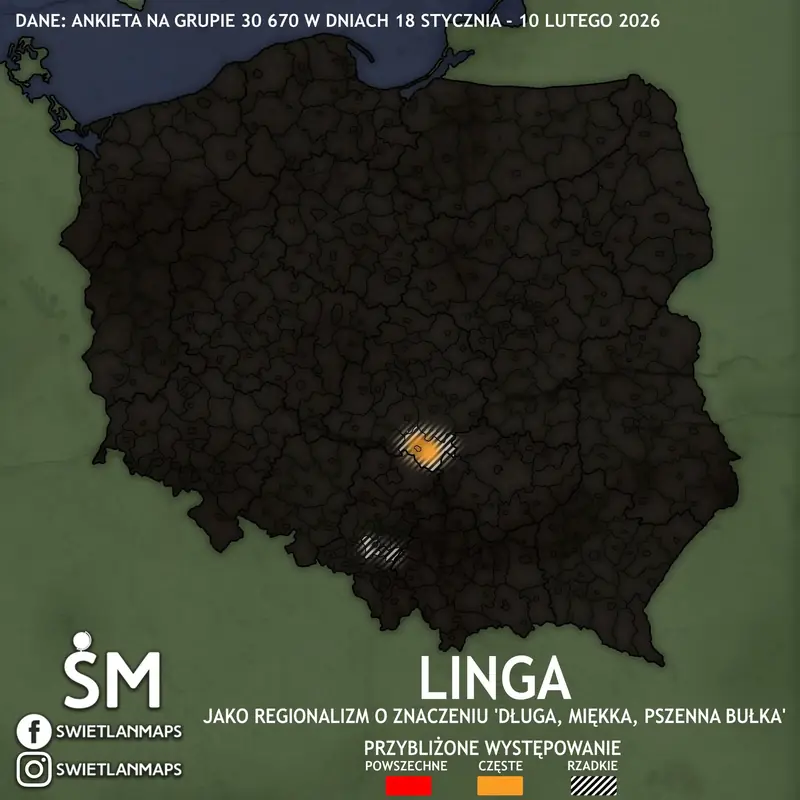 DANE: ANKIETA NA GRUPIE 30 670 W DNIACH 18 STYCZNIA - 10 LUTEGO 2026
ŚM
SWIETLANMAPS
SWIETLANMAPS
LINGA
JAKO REGIONALIZM O ZNACZENIU 'DŁUGA, MIĘKKA, PSZENNA BUŁKA'
PRZYBLIŻONE WYSTĘPOWANIE
POWSZECHNE CZĘSTE RZADKIE